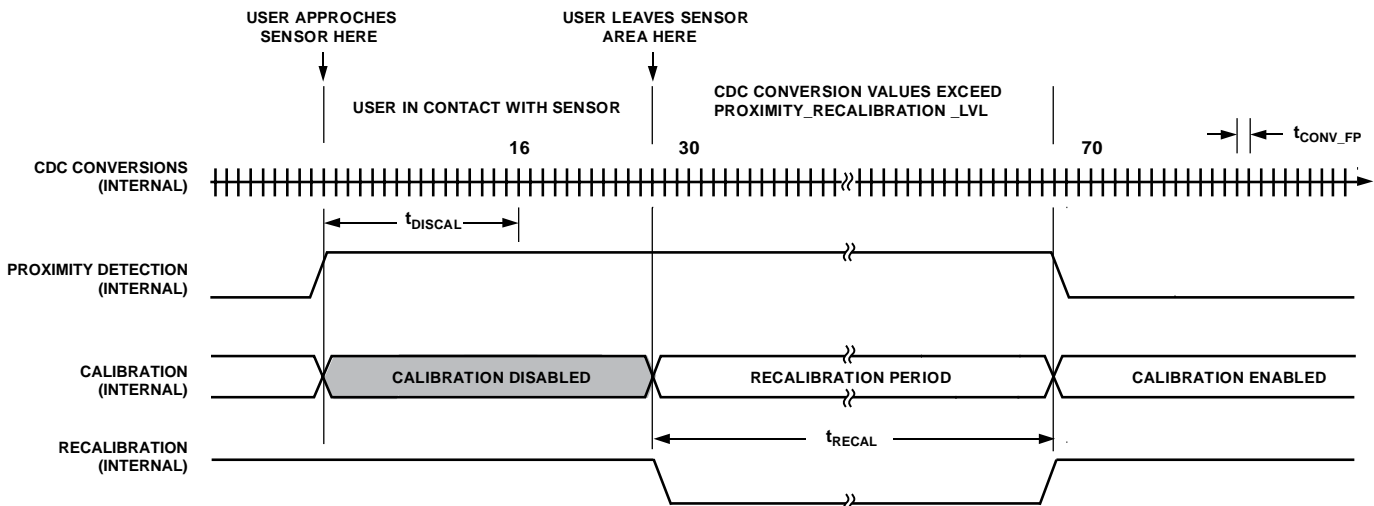 USER APPROCHES
SENSOR HERE
USER LEAVES SENSOR
AREA HERE
USER IN CONTACT WITH SENSOR
CDC CONVERSION VALUES EXCEED
PROXIMITY_RECALIBRATION _LVL
16
30
70
tCONV_FP
CDC CONVERSIONS
(INTERNAL)
tDISCAL
PROXIMITY DETECTION
(INTERNAL)
CALIBRATION
(INTERNAL)
CALIBRATION DISABLED
RECALIBRATION PERIOD
CALIBRATION ENABLED
RECALIBRATION
(INTERNAL)
tRECAL